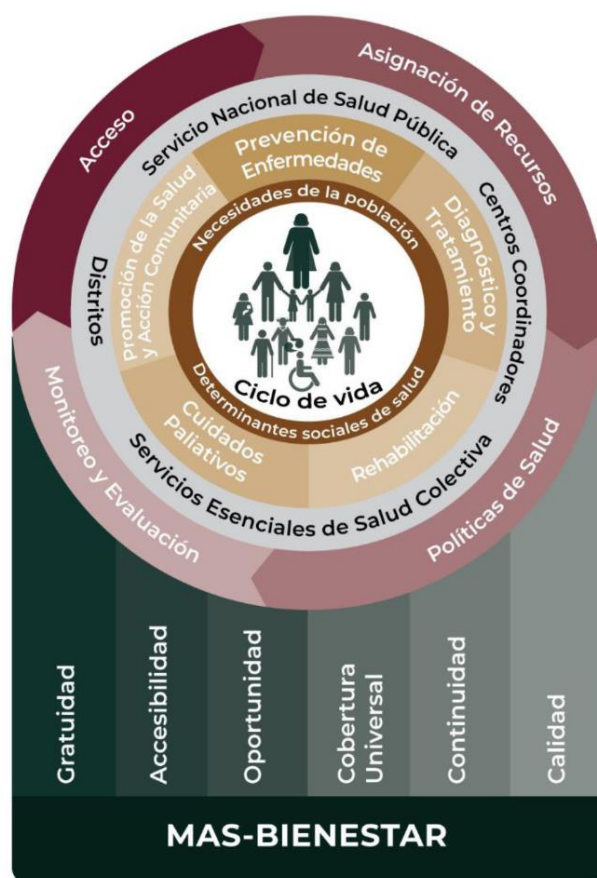 Acceso
Asignación de Recursos
Políticas de Salud
Monitoreo y Evaluación
Servicio Nacional de Salud Pública
Centros Coordinadores
Servicios Esenciales de Salud Colectiva
Distritos
Prevención de
Enfermedades
Diagnóstico y
Tratamiento
Rehabilitación
Cuidados
Paliativos
Promoción de la Salud
y Acción Comunitaria
Necesidades de la población
Determinantes sociales de salud
Ciclo de vida
Gratuidad
Accesibilidad
Oportunidad
Cobertura
Universal
Continuidad
Calidad
MAS-BIENESTAR